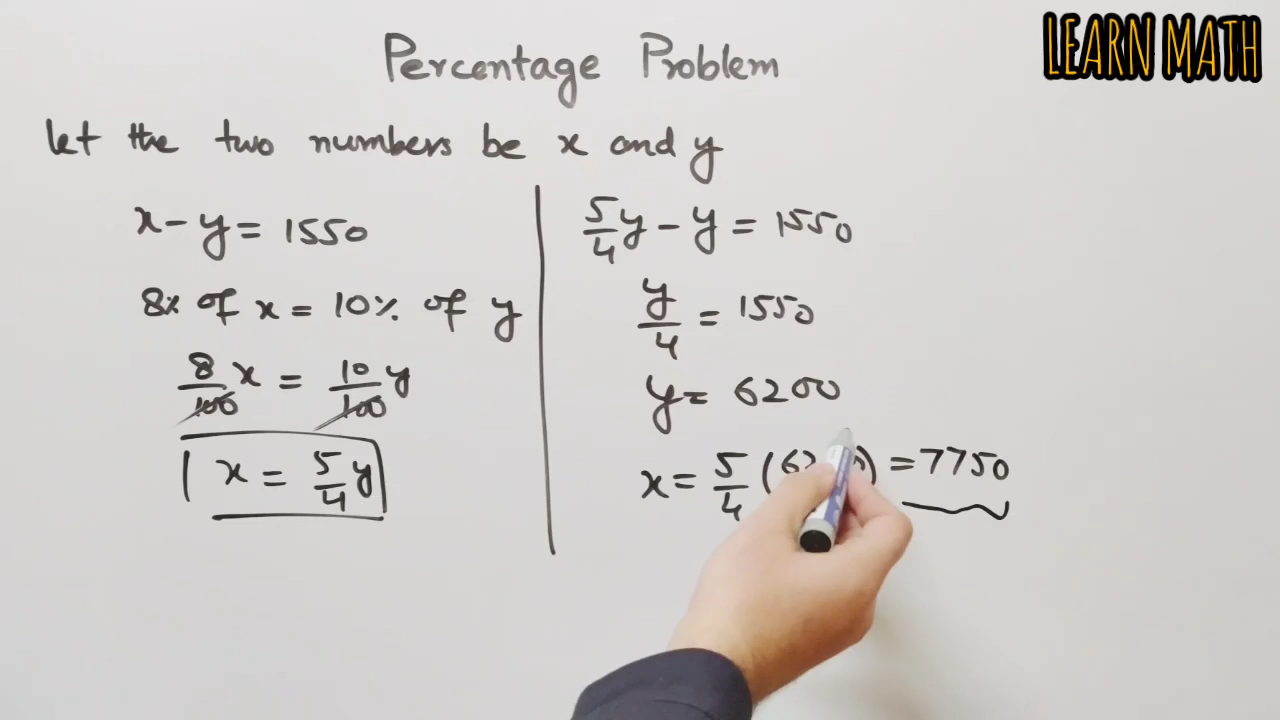 LEARN MATH
Percentage Problem
let the two numbers be x and y
x - y = 1550
8% of x = 10% of y
8/100 x = 10/100 y
x = 5/4 y
5/4 y - y = 1550
y/4 = 1550
y = 6200
x = 5/4 ( ) = 7750